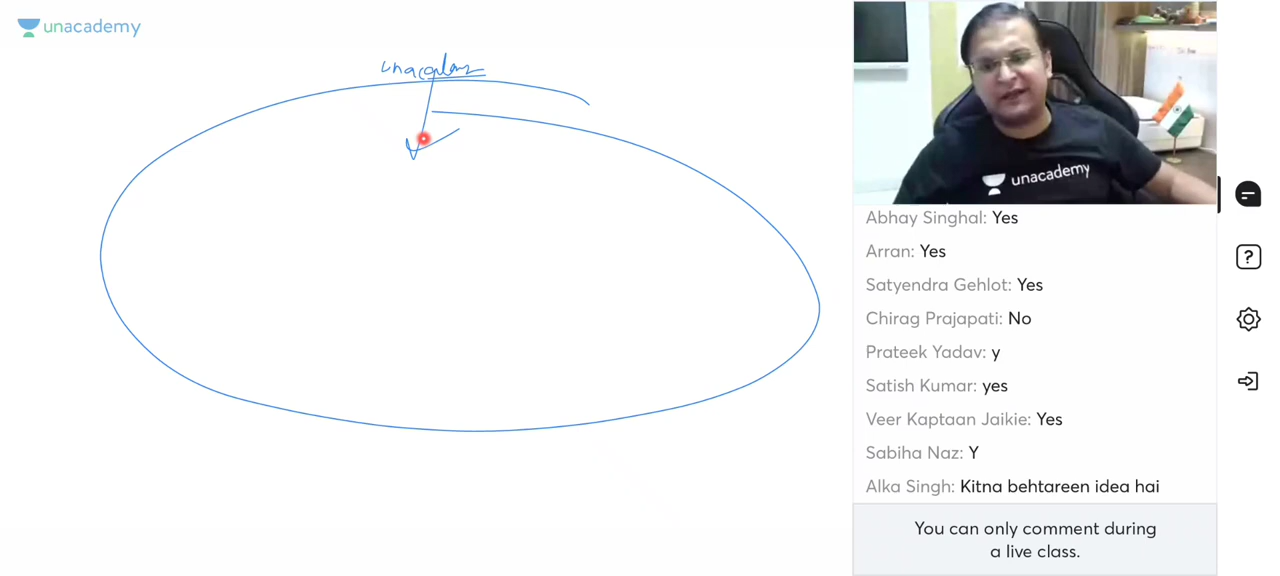 unacademy
unacademy
unacademy
Abhay Singhal: Yes
Arran: Yes
Satyendra Gehlot: Yes
Chirag Prajapati: No
Prateek Yadav: y
Satish Kumar: yes
Veer Kaptaan Jaikie: Yes
Sabiha Naz: Y
Alka Singh: Kitna behtareen idea hai
You can only comment during
a live class.
?